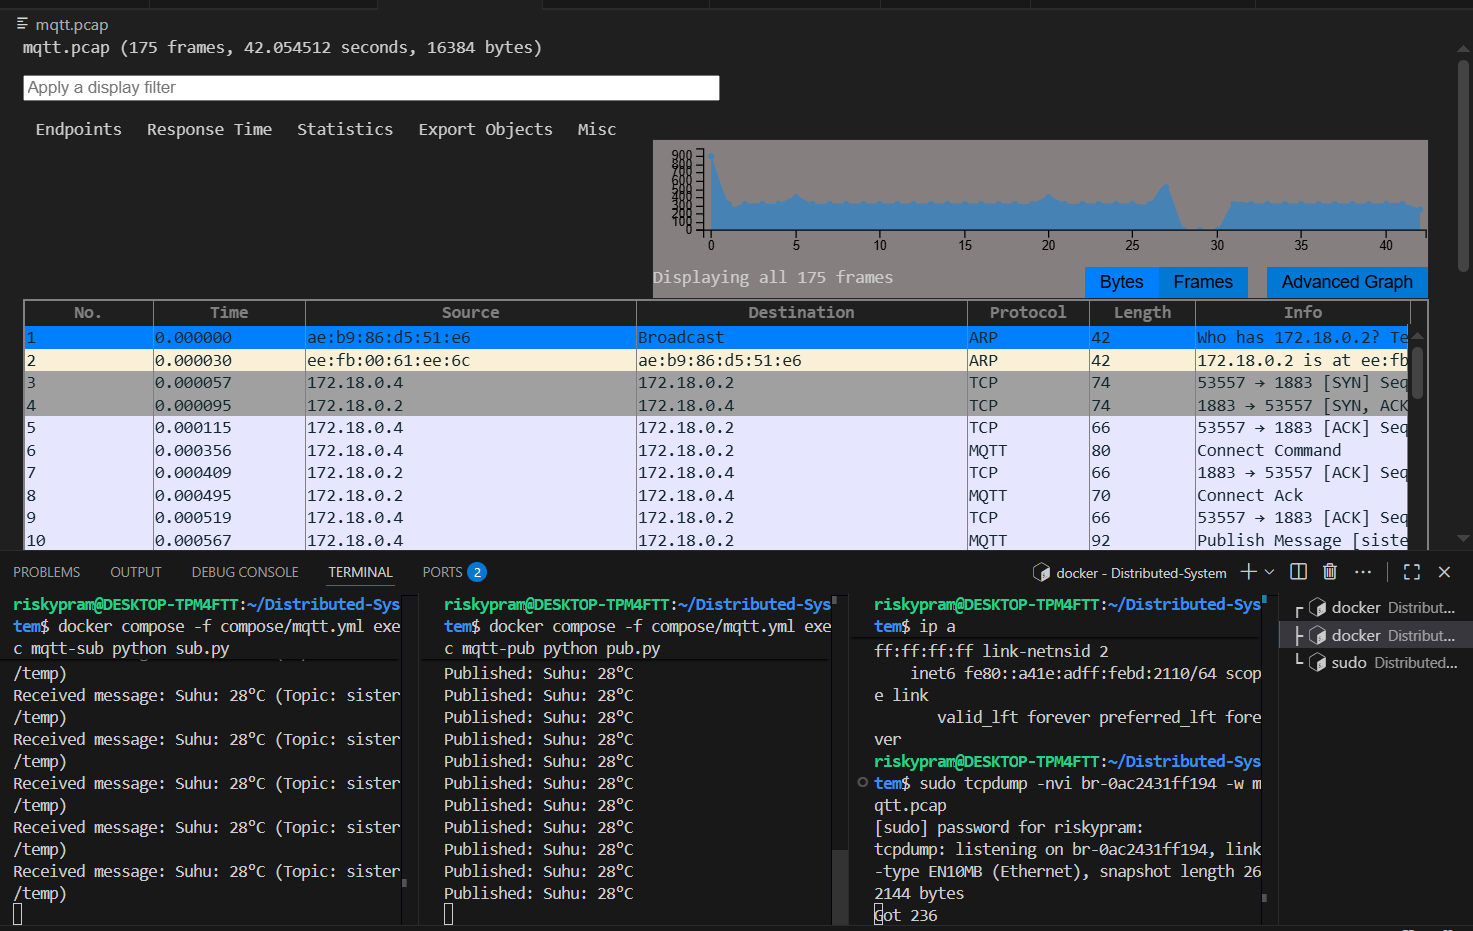 mqtt.pcap
mqtt.pcap (175 frames, 42.054512 seconds, 16384 bytes)
Apply a display filter
Endpoints Response Time Statistics Export Objects Misc
900
800
700
600
500
400
300
200
100
0
0 5 10 15 20 25 30 35 40
Displaying all 175 frames
Bytes Frames Advanced Graph
No. Time Source Destination Protocol Length Info
1 0.000000 ae:b9:86:d5:51:e6 Broadcast ARP 42 Who has 172.18.0.2? Te
2 0.000030 ee:fb:00:61:ee:6c ae:b9:86:d5:51:e6 ARP 42 172.18.0.2 is at ee:fb
3 0.000057 172.18.0.4 172.18.0.2 TCP 74 53557 → 1883 [SYN] Seq
4 0.000095 172.18.0.2 172.18.0.4 TCP 74 1883 → 53557 [SYN, ACK
5 0.000115 172.18.0.4 172.18.0.2 TCP 66 53557 → 1883 [ACK] Seq
6 0.000356 172.18.0.4 172.18.0.2 MQTT 80 Connect Command
7 0.000409 172.18.0.2 172.18.0.4 TCP 66 1883 → 53557 [ACK] Seq
8 0.000495 172.18.0.2 172.18.0.4 MQTT 70 Connect Ack
9 0.000519 172.18.0.4 172.18.0.2 TCP 66 53557 → 1883 [ACK] Seq
10 0.000567 172.18.0.4 172.18.0.2 MQTT 92 Publish Message [siste
PROBLEMS OUTPUT DEBUG CONSOLE TERMINAL PORTS 2
docker - Distributed-System
riskypram@DESKTOP-TPM4FTT:~/Distributed-Sys
tem$ docker compose -f compose/mqtt.yml exe
c mqtt-sub python sub.py
/temp)
Received message: Suhu: 28°C (Topic: sister
/temp)
Received message: Suhu: 28°C (Topic: sister
/temp)
Received message: Suhu: 28°C (Topic: sister
/temp)
Received message: Suhu: 28°C (Topic: sister
/temp)
Received message: Suhu: 28°C (Topic: sister
/temp)
riskypram@DESKTOP-TPM4FTT:~/Distributed-Sys
tem$ docker compose -f compose/mqtt.yml exe
c mqtt-pub python pub.py
Published: Suhu: 28°C
Published: Suhu: 28°C
Published: Suhu: 28°C
Published: Suhu: 28°C
Published: Suhu: 28°C
Published: Suhu: 28°C
Published: Suhu: 28°C
Published: Suhu: 28°C
Published: Suhu: 28°C
Published: Suhu: 28°C
Published: Suhu: 28°C
riskypram@DESKTOP-TPM4FTT:~/Distributed-Sys
tem$ ip a
ff:ff:ff:ff link-netnsid 2
inet6 fe80::a41e:adff:febd:2110/64 scop
e link
valid_lft forever preferred_lft fore
ver
riskypram@DESKTOP-TPM4FTT:~/Distributed-Sys
tem$ sudo tcpdump -nvi br-0ac2431ff194 -w m
qtt.pcap
[sudo] password for riskypram:
tcpdump: listening on br-0ac2431ff194, link
-type EN10MB (Ethernet), snapshot length 26
2144 bytes
Got 236
docker Distribut...
docker Distribut...
sudo Distributed...